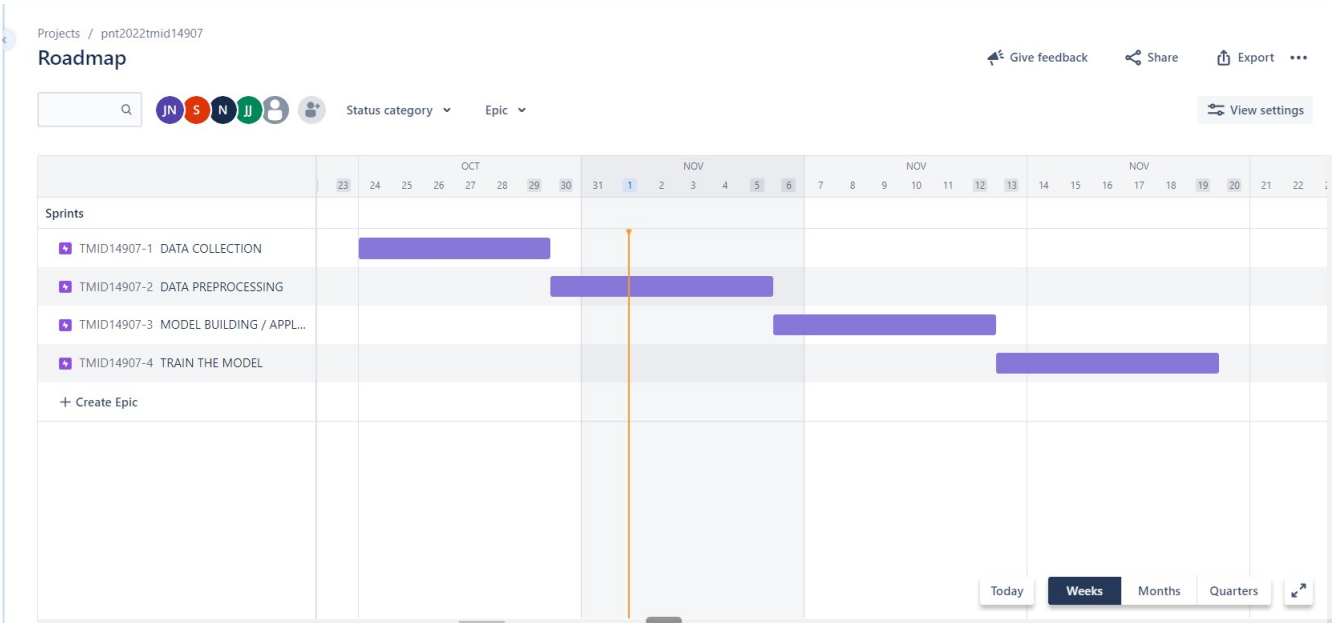 Projects / pnt2022tmid14907
Roadmap
Give feedback
Share
Export
JN S N JJ
Status category
Epic
View settings
OCT NOV NOV NOV
23 24 25 26 27 28 29 30 31 1 2 3 4 5 6 7 8 9 10 11 12 13 14 15 16 17 18 19 20 21 22
Sprints
TMID14907-1 DATA COLLECTION
TMID14907-2 DATA PREPROCESSING
TMID14907-3 MODEL BUILDING / APPL...
TMID14907-4 TRAIN THE MODEL
+ Create Epic
Today Weeks Months Quarters